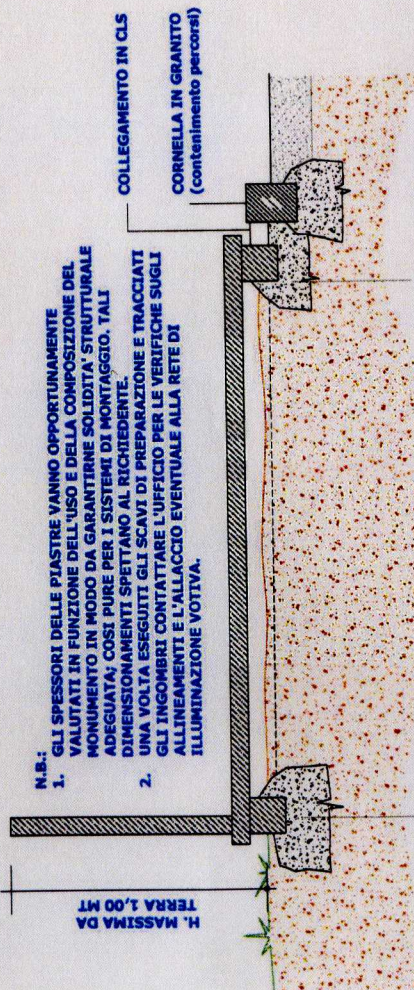 N.B.:
1. GLI SPESSORI DELLE PIASTRE VANNO OPPORTUNAMENTE
VALUTATI IN FUNZIONE DELL'USO E DELLA COMPOSIZIONE DEL
MONUMENTO IN MODO DA GARANTIRNE SOLIDITA' STRUTTURALE
ADEGUATA; COSI PURE PER I SISTEMI DI MONTAGGIO. TALI
DIMENSIONAMENTI SPETTANO AL RICHIEDENTE.
2. UNA VOLTA ESEGUITI GLI SCAVI DI PREPARAZIONE E TRACCIATI
GLI INGOMBRI CONTATTARE L'UFFICIO PER LE VERIFICHE SUGLI
ALLINEAMENTI E L'ALLACCIO EVENTUALE ALLA RETE DI
ILLUMINAZIONE VOTIVA.
COLLEGAMENTO IN CLS
CORNELLA IN GRANITO
(contenimento percorsi)
H. MASSIMA DA
TERRA 1,00 MT